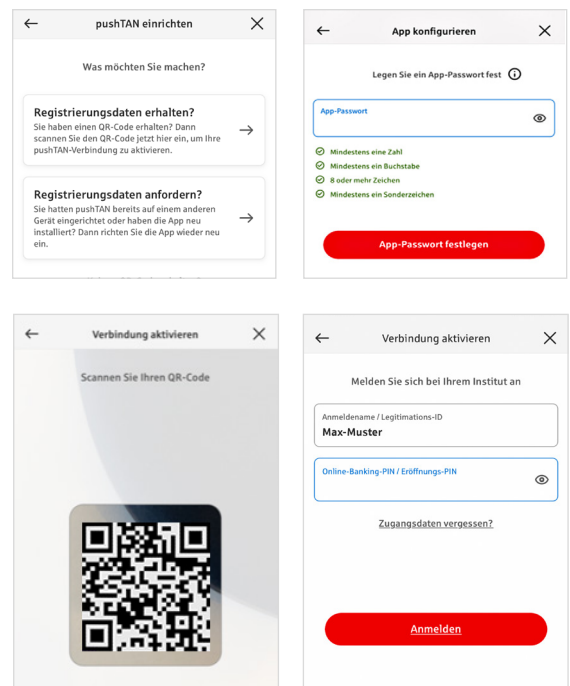 pushTAN einrichten
Was möchten Sie machen?
Registrierungsdaten erhalten?
Sie haben einen QR-Code erhalten? Dann
scannen Sie den QR-Code jetzt hier ein, um Ihre
pushTAN-Verbindung zu aktivieren.
Registrierungsdaten anfordern?
Sie hatten pushTAN bereits auf einem anderen
Gerät eingerichtet oder haben die App neu
installiert? Dann richten Sie die App wieder neu
ein.
App konfigurieren
Legen Sie ein App-Passwort fest
App-Passwort
Mindestens eine Zahl
Mindestens ein Buchstabe
8 oder mehr Zeichen
Mindestens ein Sonderzeichen
App-Passwort festlegen
Verbindung aktivieren
Scannen Sie Ihren QR-Code
Verbindung aktivieren
Melden Sie sich bei Ihrem Institut an
Anmeldename / Legitimations-ID
Max-Muster
Online-Banking-PIN / Eröffnungs-PIN
Zugangsdaten vergessen?
Anmelden